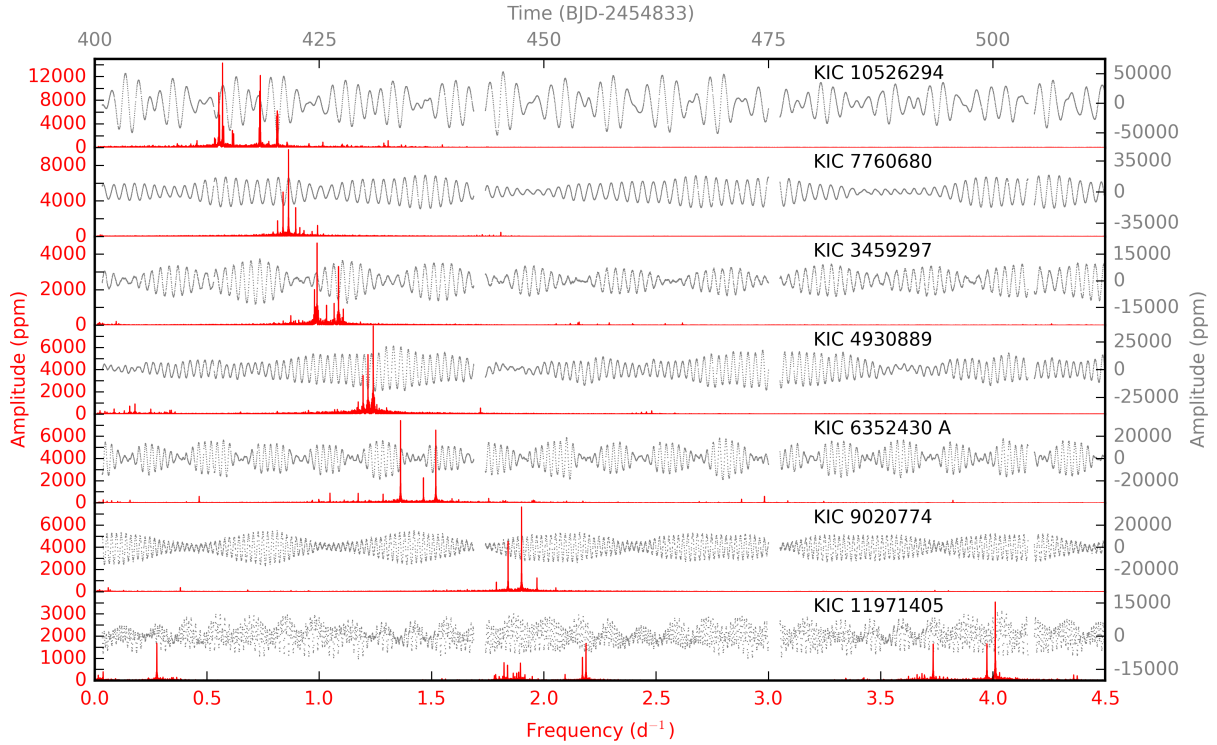 Time (BJD-2454833)
400 425 450 475 500
KIC 10526294
12000 8000 4000 0
50000 0 -50000
KIC 7760680
8000 4000 0
35000 0 -35000
KIC 3459297
4000 2000 0
15000 0 -15000
KIC 4930889
6000 4000 2000 0
25000 0 -25000
KIC 6352430 A
6000 4000 2000 0
20000 0 -20000
KIC 9020774
6000 4000 2000 0
20000 0 -20000
KIC 11971405
3000 2000 1000 0
15000 0 -15000
Amplitude (ppm)
Amplitude (ppm)
0.0 0.5 1.0 1.5 2.0 2.5 3.0 3.5 4.0 4.5
Frequency (d⁻¹)